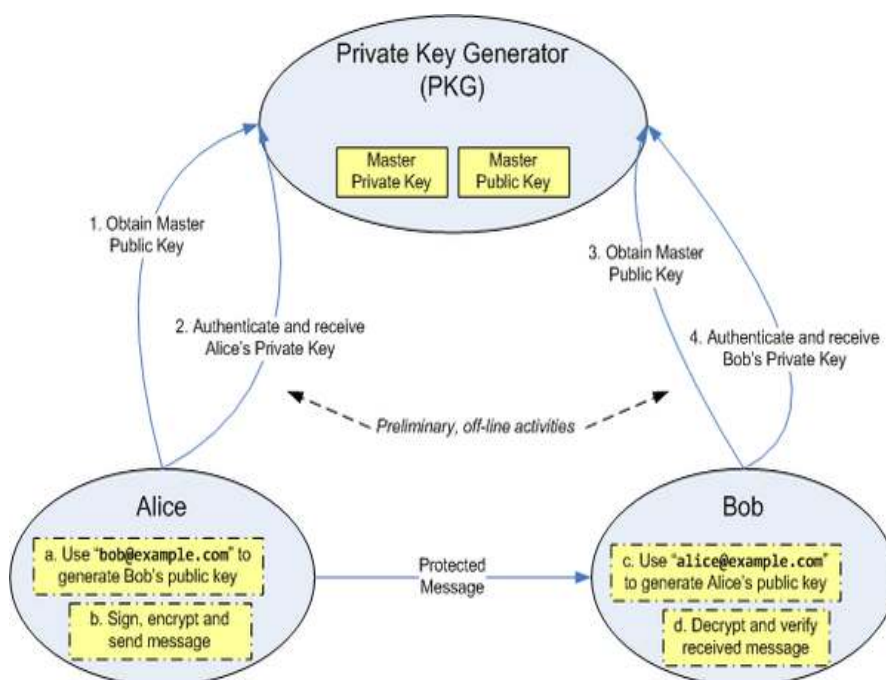 Private Key Generator
(PKG)
Master
Private Key
Master
Public Key
1. Obtain Master
Public Key
2. Authenticate and receive
Alice's Private Key
3. Obtain Master
Public Key
4. Authenticate and receive
Bob's Private Key
Preliminary, off-line activities
Alice
a. Use "bob@example.com" to
generate Bob's public key
b. Sign, encrypt and
send message
Protected
Message
Bob
c. Use "alice@example.com"
to generate Alice's public key
d. Decrypt and verify
received message